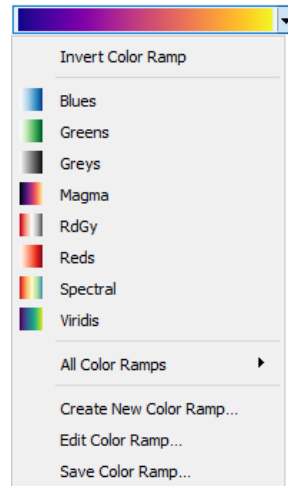 Invert Color Ramp
Blues
Greens
Greys
Magma
RdGy
Reds
Spectral
Viridis
All Color Ramps
Create New Color Ramp...
Edit Color Ramp...
Save Color Ramp...